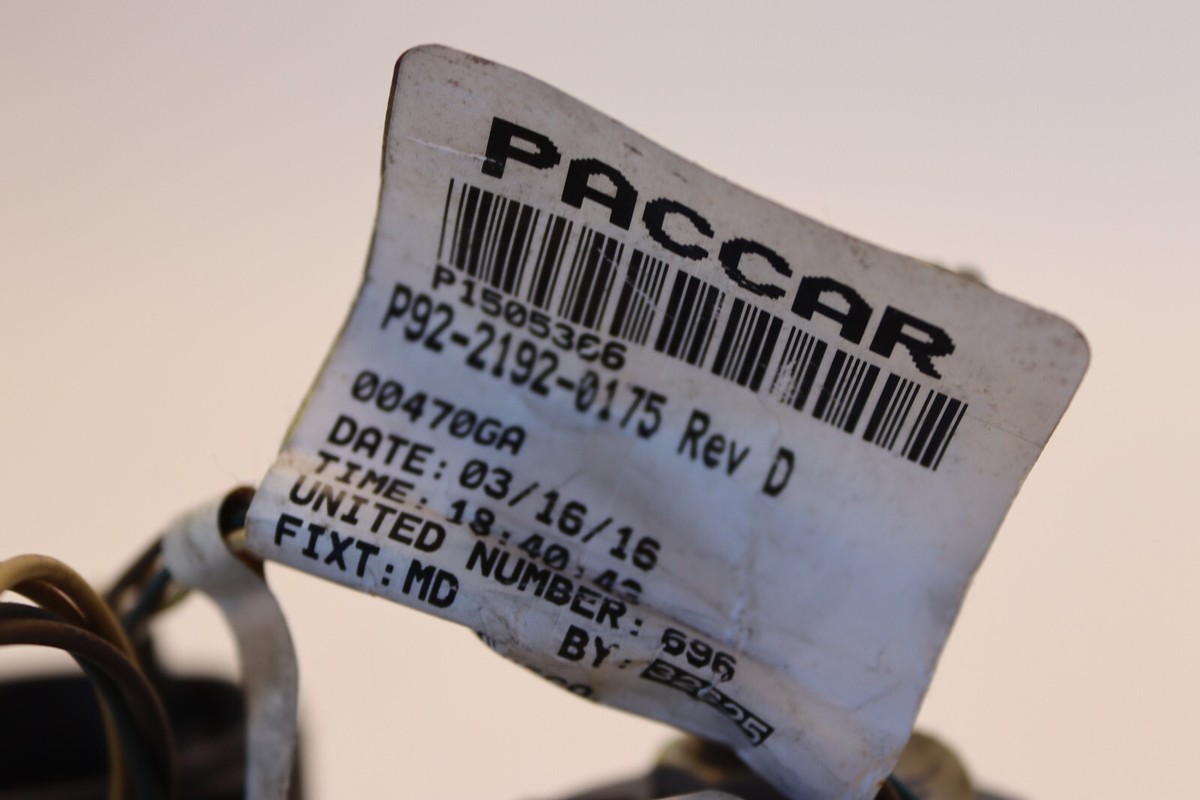 PACCAR
P1505306
P92-2192-0175 Rev D
00470GA
DATE: 03/16/16
TIME: 18:40:42
UNITED NUMBER: 696
FIXT: MD
BY: